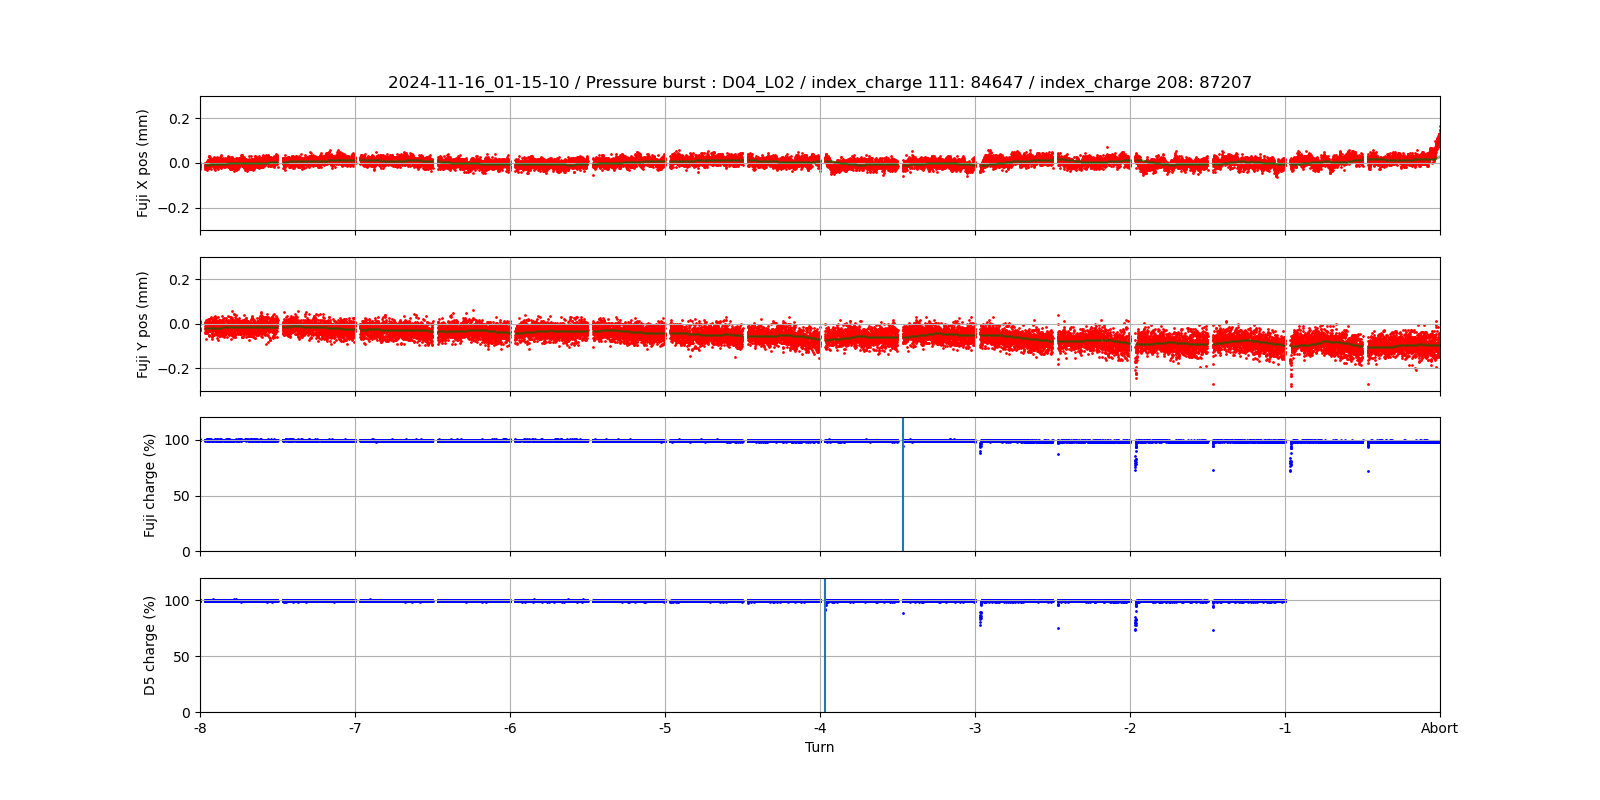 2024-11-16_01-15-10 / Pressure burst : D04_L02 / index_charge 111: 84647 / index_charge 208: 87207
Fuji X pos (mm)
0.2
0.0
−0.2
Fuji Y pos (mm)
0.2
0.0
−0.2
Fuji charge (%)
100
50
0
D5 charge (%)
100
50
0
-8 -7 -6 -5 -4 -3 -2 -1 Abort
Turn